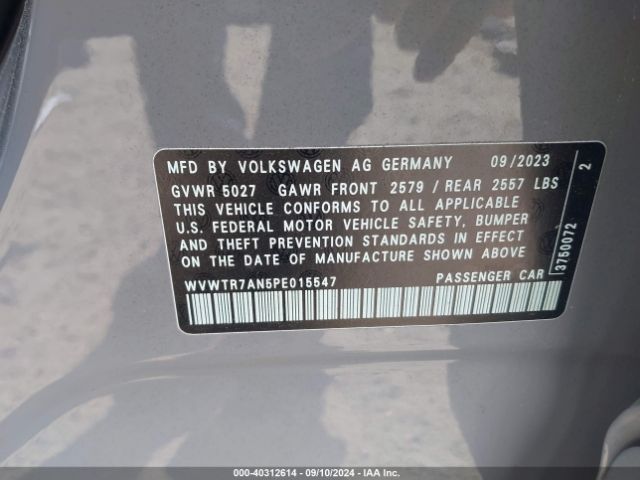 MFD BY VOLKSWAGEN AG GERMANY 09/2023
GVWR 5027 GAWR FRONT 2579 / REAR 2557 LBS
THIS VEHICLE CONFORMS TO ALL APPLICABLE
U.S. FEDERAL MOTOR VEHICLE SAFETY, BUMPER
AND THEFT PREVENTION STANDARDS IN EFFECT
ON THE DATE OF MANUFACTURE SHOWN ABOVE
WVWTR7AN5PE015547 PASSENGER CAR
3750072 2
000-40312614 - 09/10/2024 - IAA Inc.